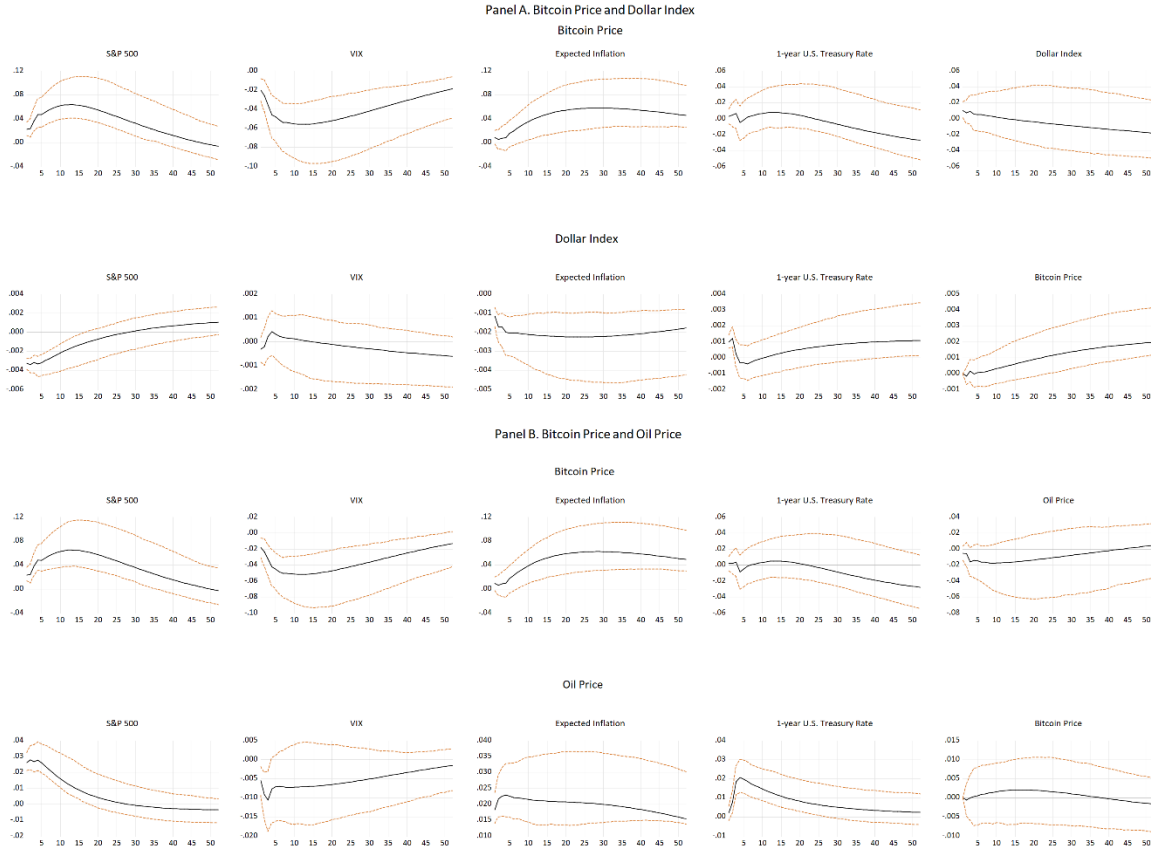 Panel A. Bitcoin Price and Dollar Index
Bitcoin Price
S&P 500
.12
.08
.04
.00
-.04
5 10 15 20 25 30 35 40 45 50
VIX
.00
-.02
-.04
-.06
-.08
-.10
5 10 15 20 25 30 35 40 45 50
Expected Inflation
.12
.08
.04
.00
-.04
5 10 15 20 25 30 35 40 45 50
1-year U.S. Treasury Rate
.06
.04
.02
.00
-.02
-.04
-.06
5 10 15 20 25 30 35 40 45 50
Dollar Index
.06
.04
.02
.00
-.02
-.04
-.06
5 10 15 20 25 30 35 40 45 50
Dollar Index
S&P 500
.004
.002
.000
-.002
-.004
-.006
5 10 15 20 25 30 35 40 45 50
VIX
.002
.001
.000
-.001
-.002
5 10 15 20 25 30 35 40 45 50
Expected Inflation
.000
-.001
-.002
-.003
-.004
-.005
5 10 15 20 25 30 35 40 45 50
1-year U.S. Treasury Rate
.004
.003
.002
.001
.000
-.001
-.002
5 10 15 20 25 30 35 40 45 50
Bitcoin Price
.005
.004
.003
.002
.001
.000
-.001
5 10 15 20 25 30 35 40 45 50
Panel B. Bitcoin Price and Oil Price
Bitcoin Price
S&P 500
.12
.08
.04
.00
-.04
5 10 15 20 25 30 35 40 45 50
VIX
.02
.00
-.02
-.04
-.06
-.08
-.10
5 10 15 20 25 30 35 40 45 50
Expected Inflation
.12
.08
.04
.00
-.04
5 10 15 20 25 30 35 40 45 50
1-year U.S. Treasury Rate
.06
.04
.02
.00
-.02
-.04
-.06
5 10 15 20 25 30 35 40 45 50
Oil Price
.04
.02
.00
-.02
-.04
-.06
-.08
5 10 15 20 25 30 35 40 45 50
Oil Price
S&P 500
.04
.03
.02
.01
.00
-.01
-.02
5 10 15 20 25 30 35 40 45 50
VIX
.005
.000
-.005
-.010
-.015
-.020
5 10 15 20 25 30 35 40 45 50
Expected Inflation
.040
.035
.030
.025
.020
.015
.010
5 10 15 20 25 30 35 40 45 50
1-year U.S. Treasury Rate
.04
.03
.02
.01
.00
-.01
5 10 15 20 25 30 35 40 45 50
Bitcoin Price
.015
.010
.005
.000
-.005
-.010
5 10 15 20 25 30 35 40 45 50